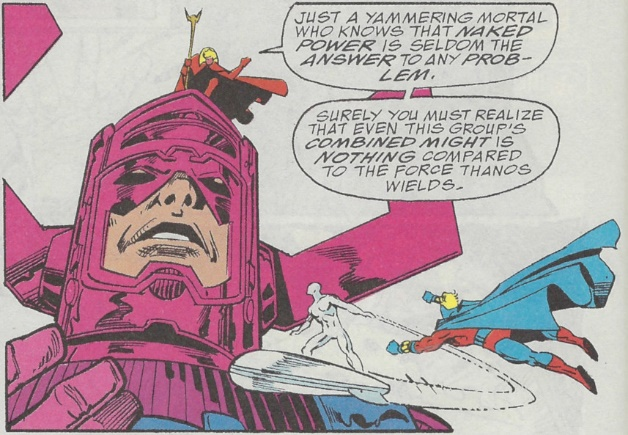 JUST A YAMMERING MORTAL
WHO KNOWS THAT NAKED
POWER IS SELDOM THE
ANSWER TO ANY PROB-
LEM.
SURELY YOU MUST REALIZE
THAT EVEN THIS GROUP'S
COMBINED MIGHT IS
NOTHING COMPARED
TO THE FORCE THANOS
WIELDS.